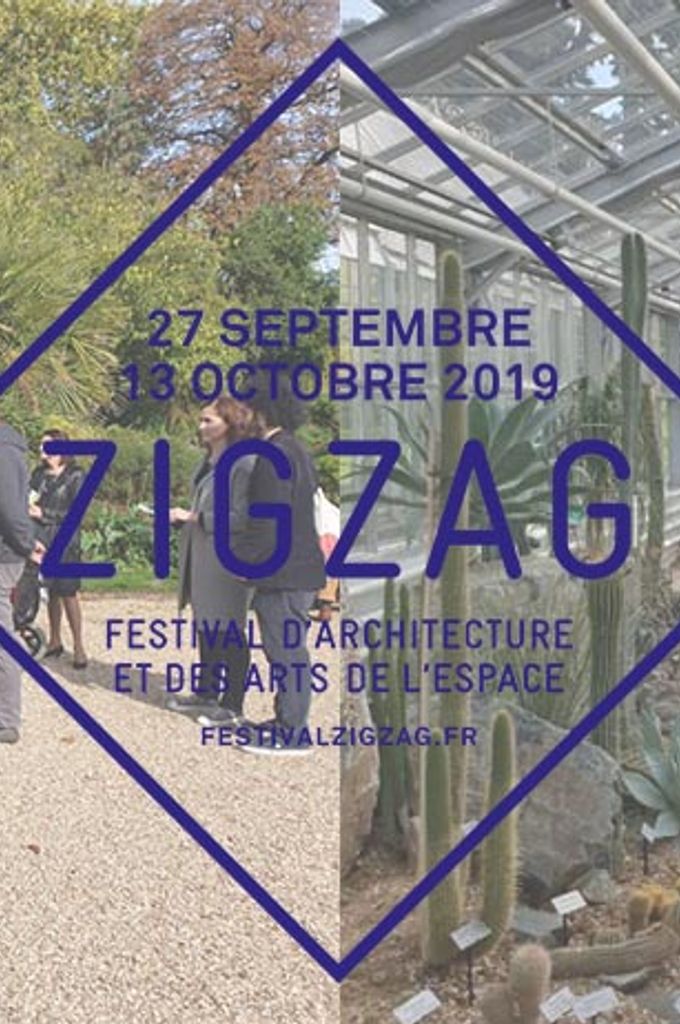 27 SEPTEMBRE
13 OCTOBRE 2019
ZIGZAG
FESTIVAL D'ARCHITECTURE
ET DES ARTS DE L'ESPACE
FESTIVALZIGZAG.FR